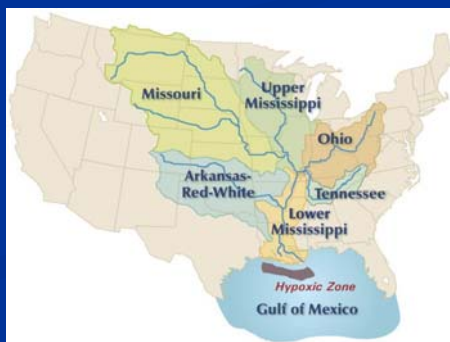 Missouri
Upper
Mississippi
Ohio
Arkansas-
Red-White
Tennessee
Lower
Mississippi
Hypoxic Zone
Gulf of Mexico